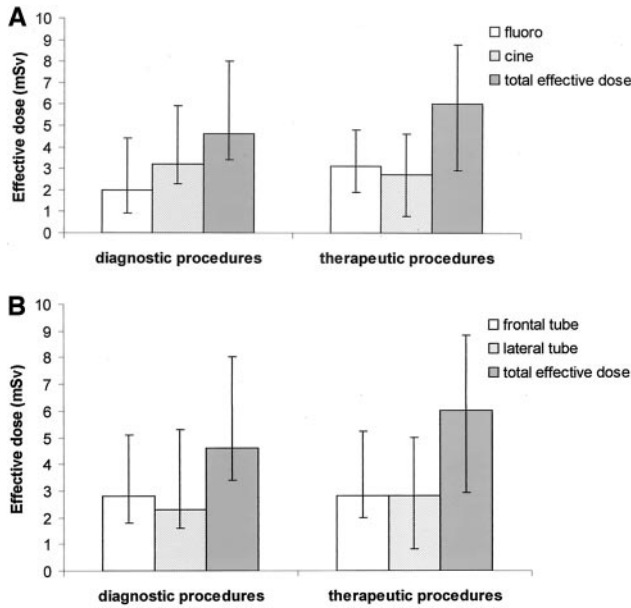 A
Effective dose (mSv)
10
9
8
7
6
5
4
3
2
1
0
fluoro
cine
total effective dose
diagnostic procedures
therapeutic procedures
B
Effective dose (mSv)
10
9
8
7
6
5
4
3
2
1
0
frontal tube
lateral tube
total effective dose
diagnostic procedures
therapeutic procedures